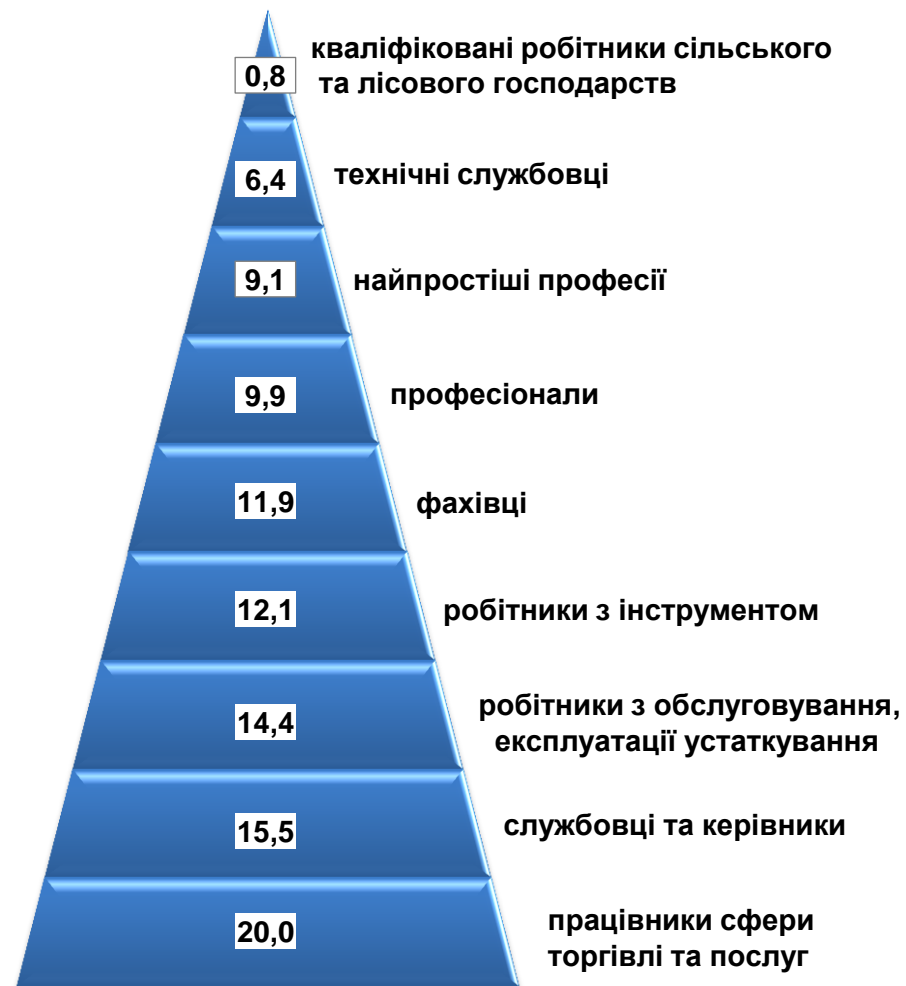 кваліфіковані робітники сільського
0,8 та лісового господарств
6,4 технічні службовці
9,1 найпростіші професії
9,9 професіонали
11,9 фахівці
12,1 робітники з інструментом
робітники з обслуговування,
14,4 експлуатації устаткування
15,5 службовці та керівники
працівники сфери
20,0 торгівлі та послуг